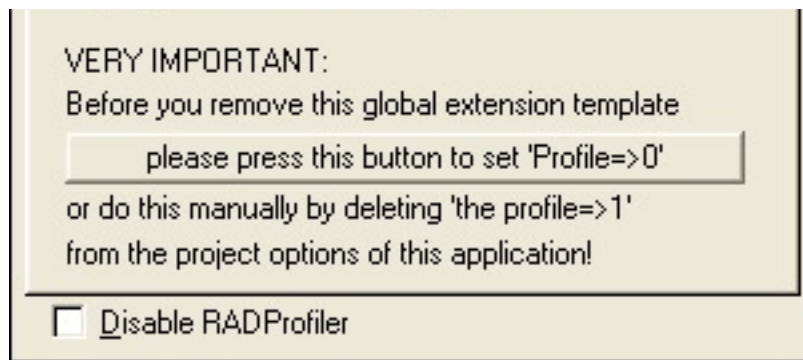 VERY IMPORTANT:
Before you remove this global extension template
please press this button to set 'Profile=>0'
or do this manually by deleting 'the profile=>1'
from the project options of this application!
Disable RADProfiler